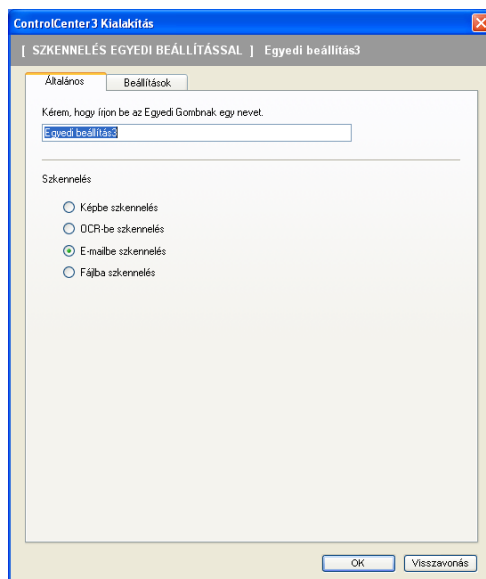 ControlCenter3 Kialakítás
[ SZKENNELÉS EGYEDI BEÁLLÍTÁSSAL ] Egyedi beállítás3
Általános Beállítások
Kérem, hogy írjon be az Egyedi Gombnak egy nevet.
Egyedi beállítás3
Szkennelés
Képbe szkennelés
OCR-be szkennelés
E-mailbe szkennelés
Fájlba szkennelés
OK Visszavonás